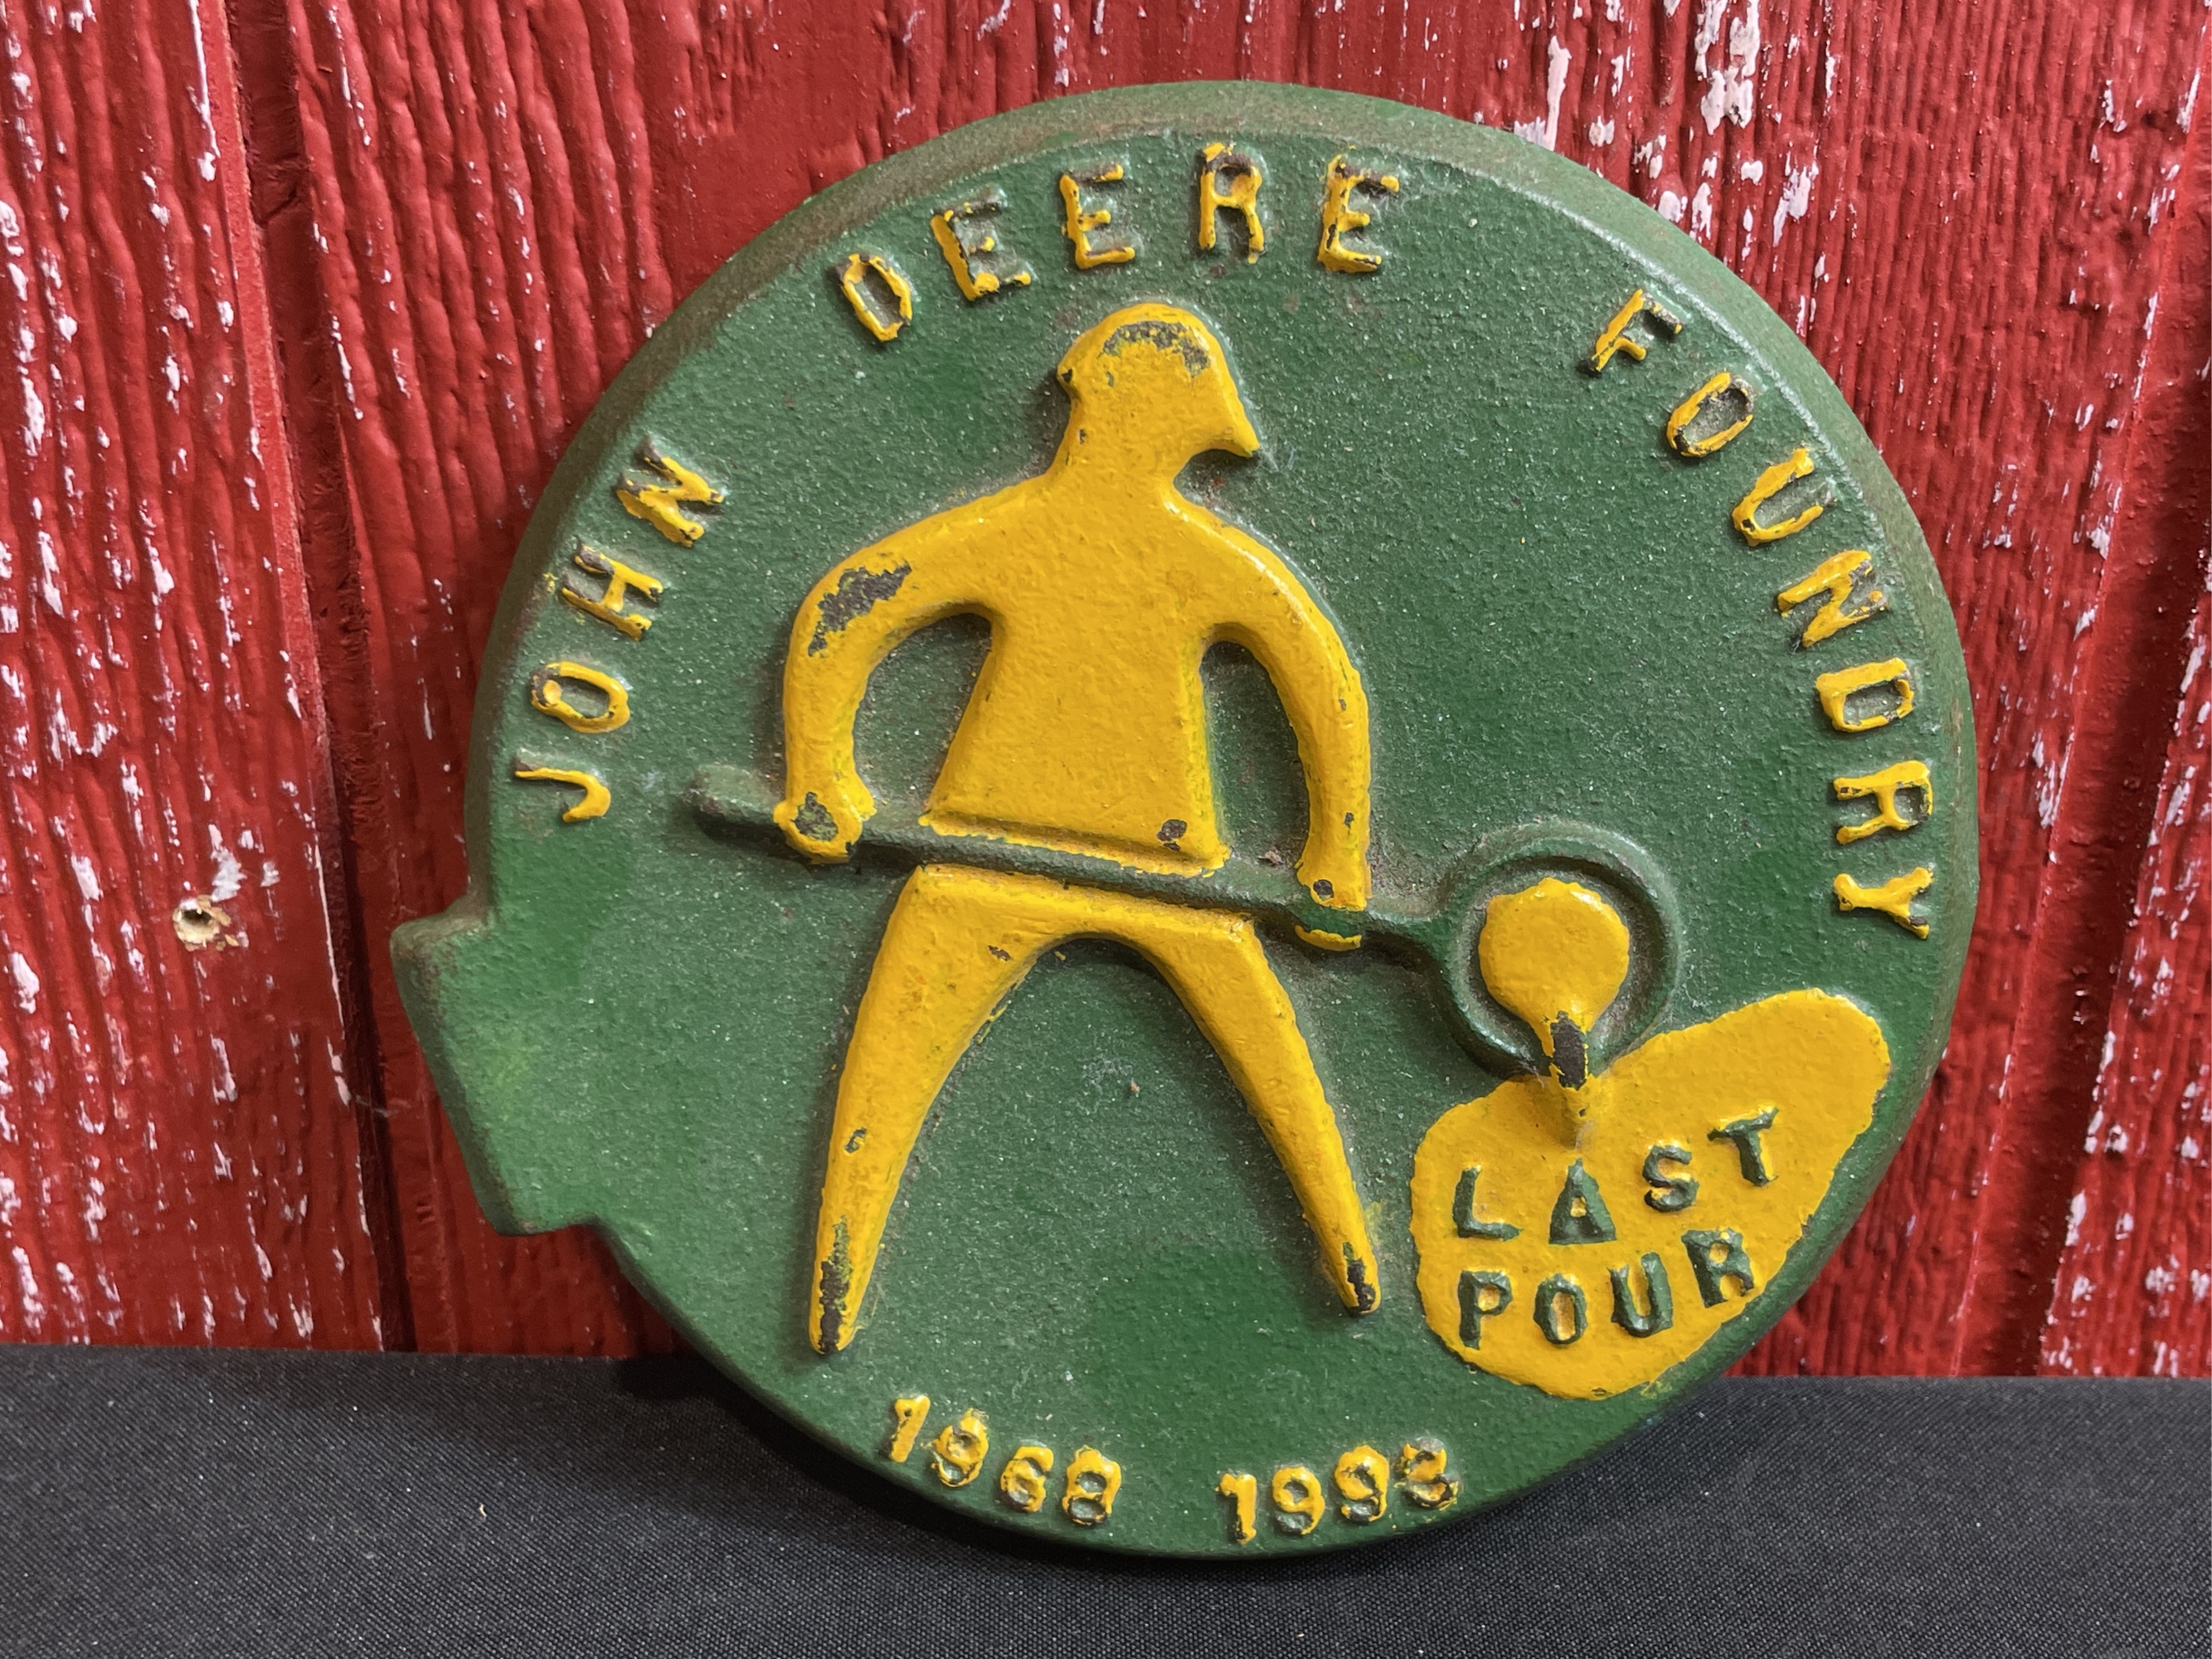 JOHN DEERE FOUNDRY
LAST
POUR
1968 1993